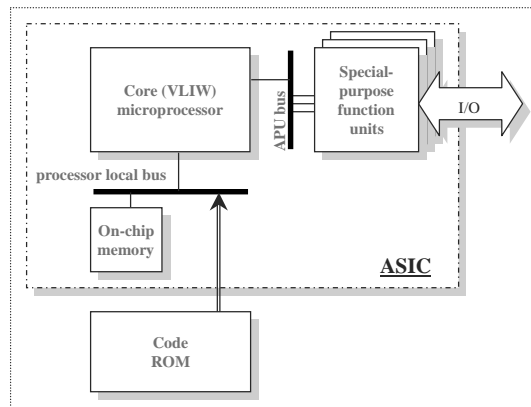 Core (VLIW)
microprocessor
APU bus
Special-
purpose
function
units
I/O
processor local bus
On-chip
memory
ASIC
Code
ROM